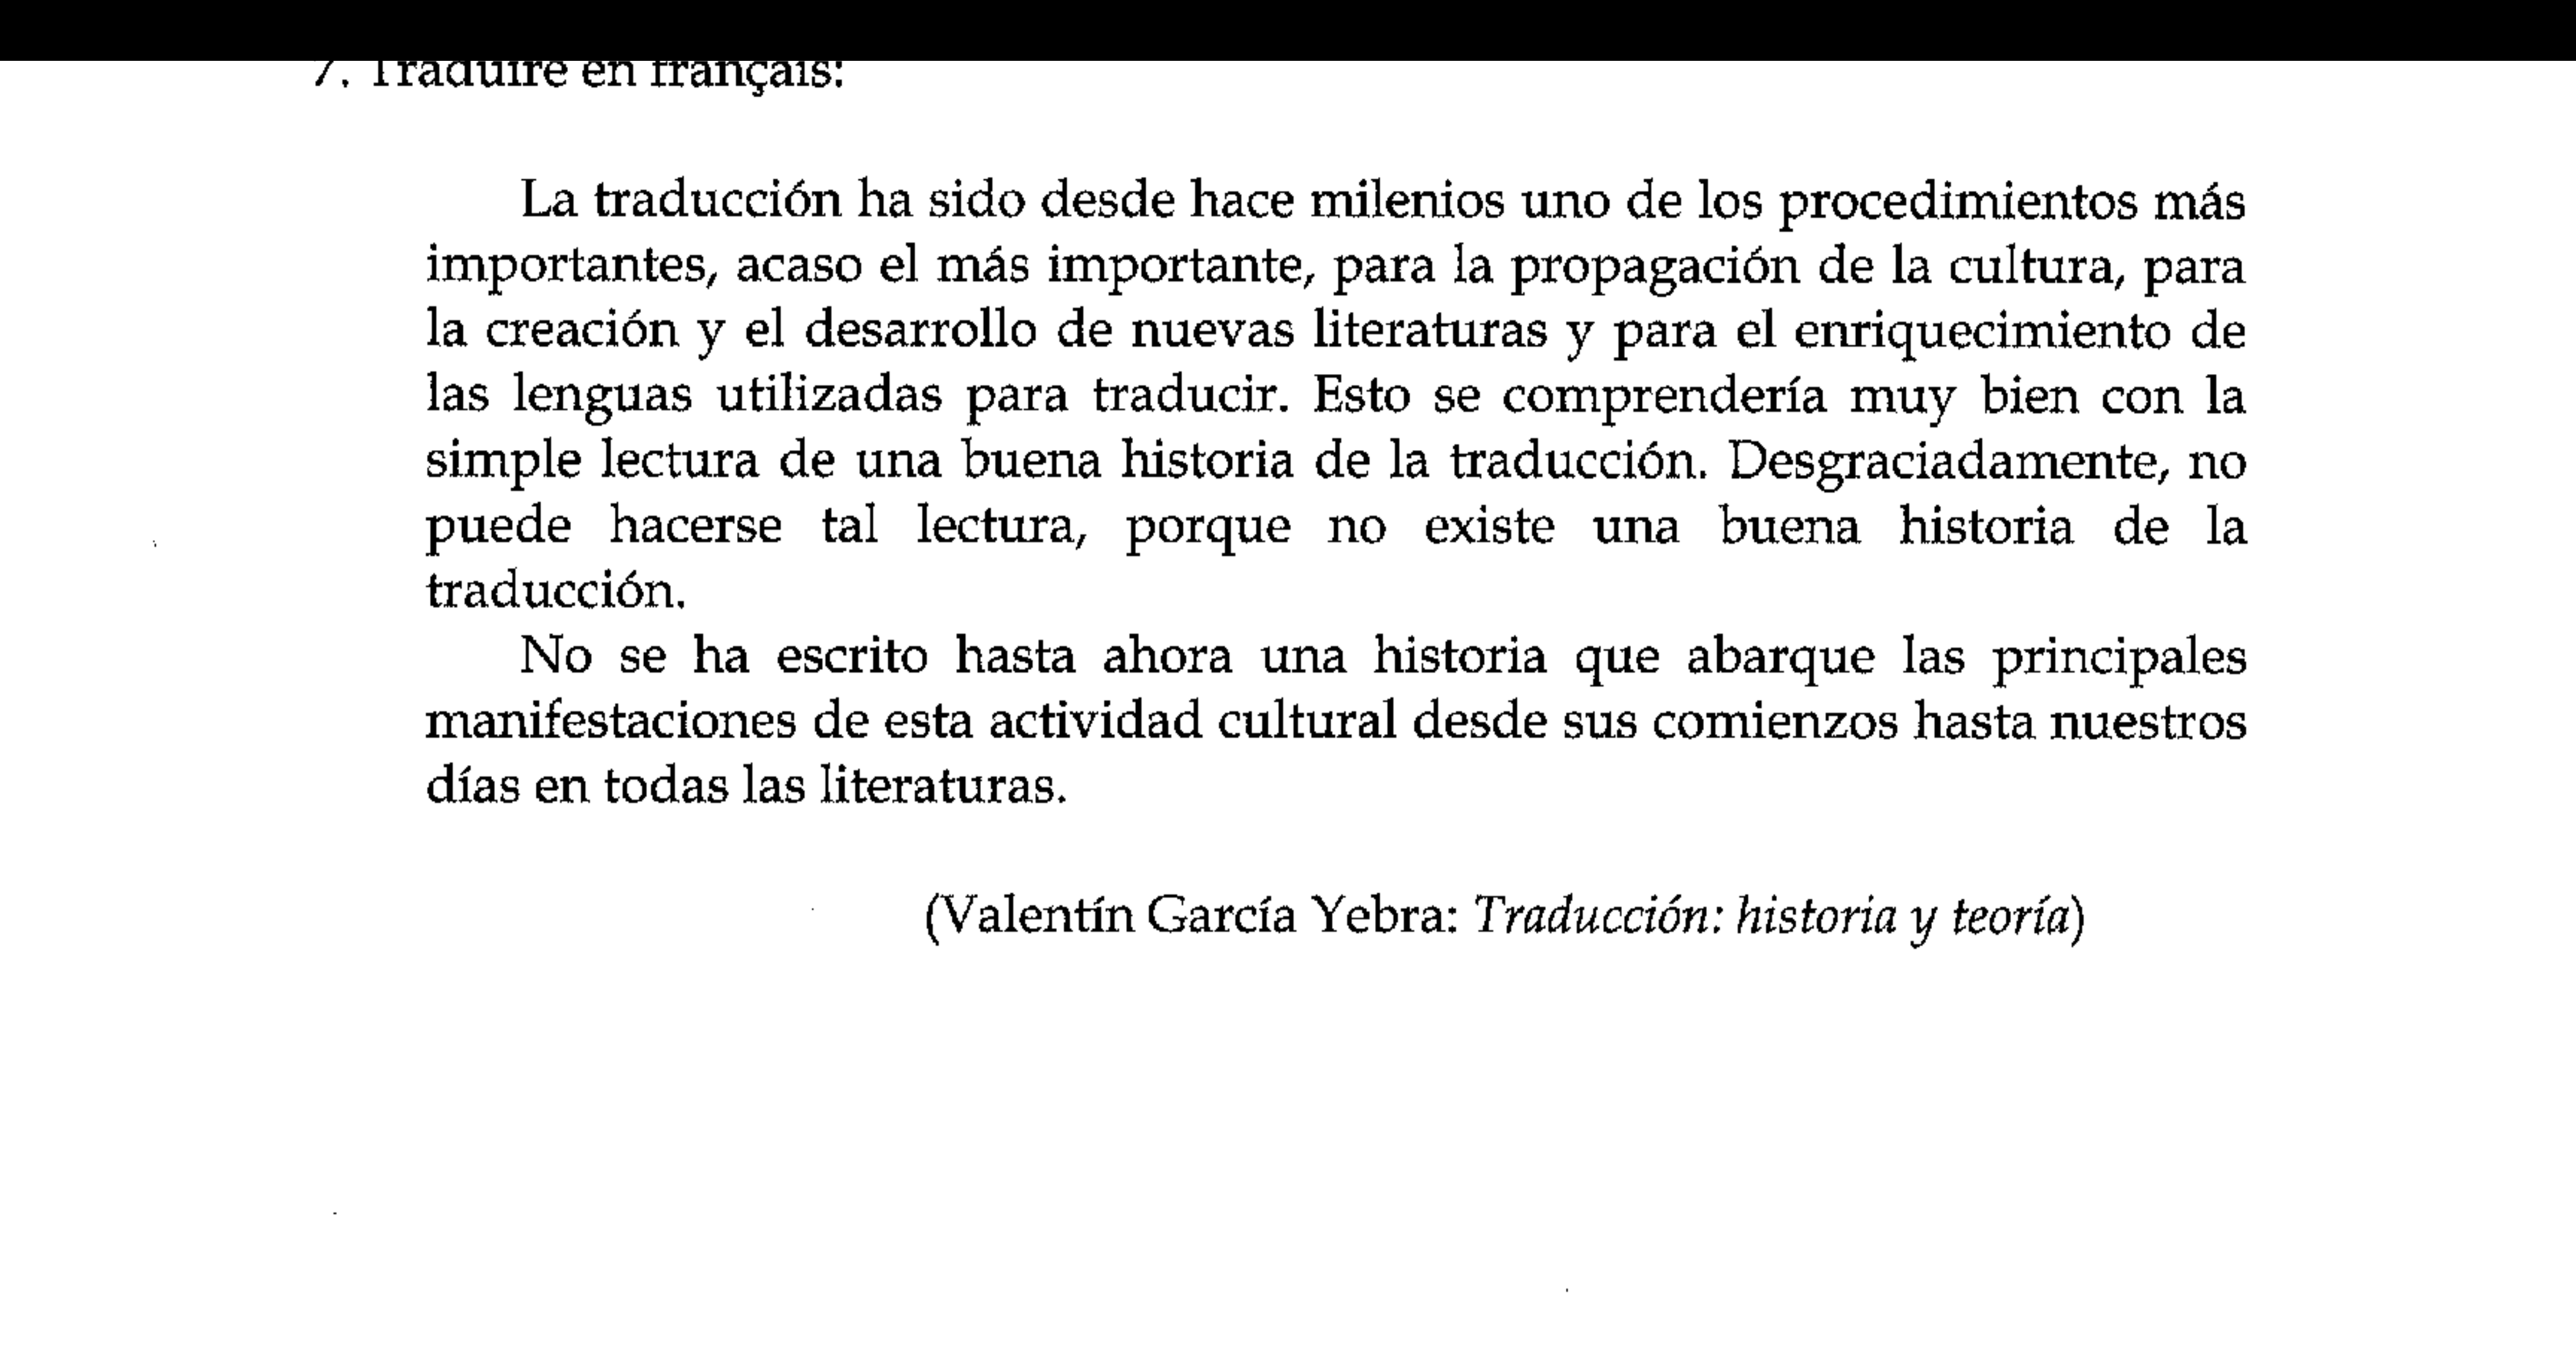 7. Traduire en français:
La traducción ha sido desde hace milenios uno de los procedimientos más
importantes, acaso el más importante, para la propagación de la cultura, para
la creación y el desarrollo de nuevas literaturas y para el enriquecimiento de
las lenguas utilizadas para traducir. Esto se comprendería muy bien con la
simple lectura de una buena historia de la traducción. Desgraciadamente, no
puede hacerse tal lectura, porque no existe una buena historia de la
traducción.
No se ha escrito hasta ahora una historia que abarque las principales
manifestaciones de esta actividad cultural desde sus comienzos hasta nuestros
días en todas las literaturas.
(Valentín García Yebra: Traducción: historia y teoría)